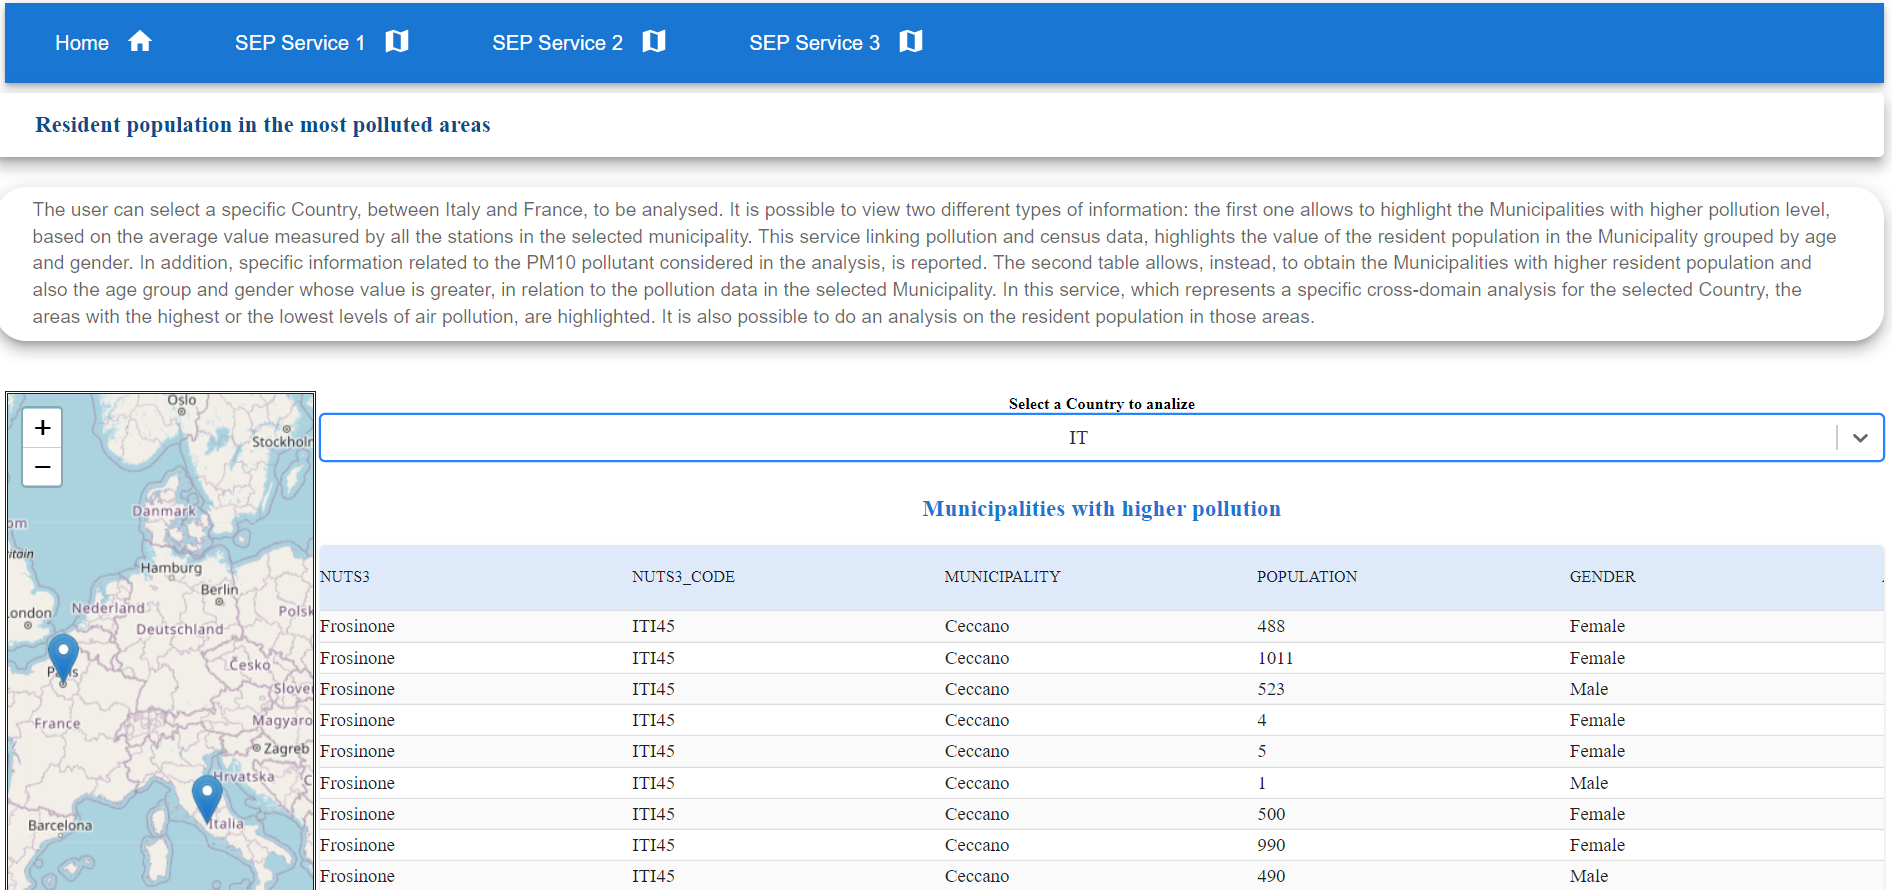 Home SEP Service 1 SEP Service 2 SEP Service 3
Resident population in the most polluted areas
The user can select a specific Country, between Italy and France, to be analysed. It is possible to view two different types of information: the first one allows to highlight the Municipalities with higher pollution level,
based on the average value measured by all the stations in the selected municipality. This service linking pollution and census data, highlights the value of the resident population in the Municipality grouped by age
and gender. In addition, specific information related to the PM10 pollutant considered in the analysis, is reported. The second table allows, instead, to obtain the Municipalities with higher resident population and
also the age group and gender whose value is greater, in relation to the pollution data in the selected Municipality. In this service, which represents a specific cross-domain analysis for the selected Country, the
areas with the highest or the lowest levels of air pollution, are highlighted. It is also possible to do an analysis on the resident population in those areas.
+
−
Oslo
Stockholm
Danmark
om
itain
Hamburg
Berlin
ondon
Nederland
Polsk
Deutschland
Paris
Česko
Slove
France
Magyaro
Zagreb
Hrvatska
Italia
Barcelona
Select a Country to analize
IT
Municipalities with higher pollution
NUTS3 NUTS3_CODE MUNICIPALITY POPULATION GENDER
Frosinone ITI45 Ceccano 488 Female
Frosinone ITI45 Ceccano 1011 Female
Frosinone ITI45 Ceccano 523 Male
Frosinone ITI45 Ceccano 4 Female
Frosinone ITI45 Ceccano 5 Female
Frosinone ITI45 Ceccano 1 Male
Frosinone ITI45 Ceccano 500 Female
Frosinone ITI45 Ceccano 990 Female
Frosinone ITI45 Ceccano 490 Male